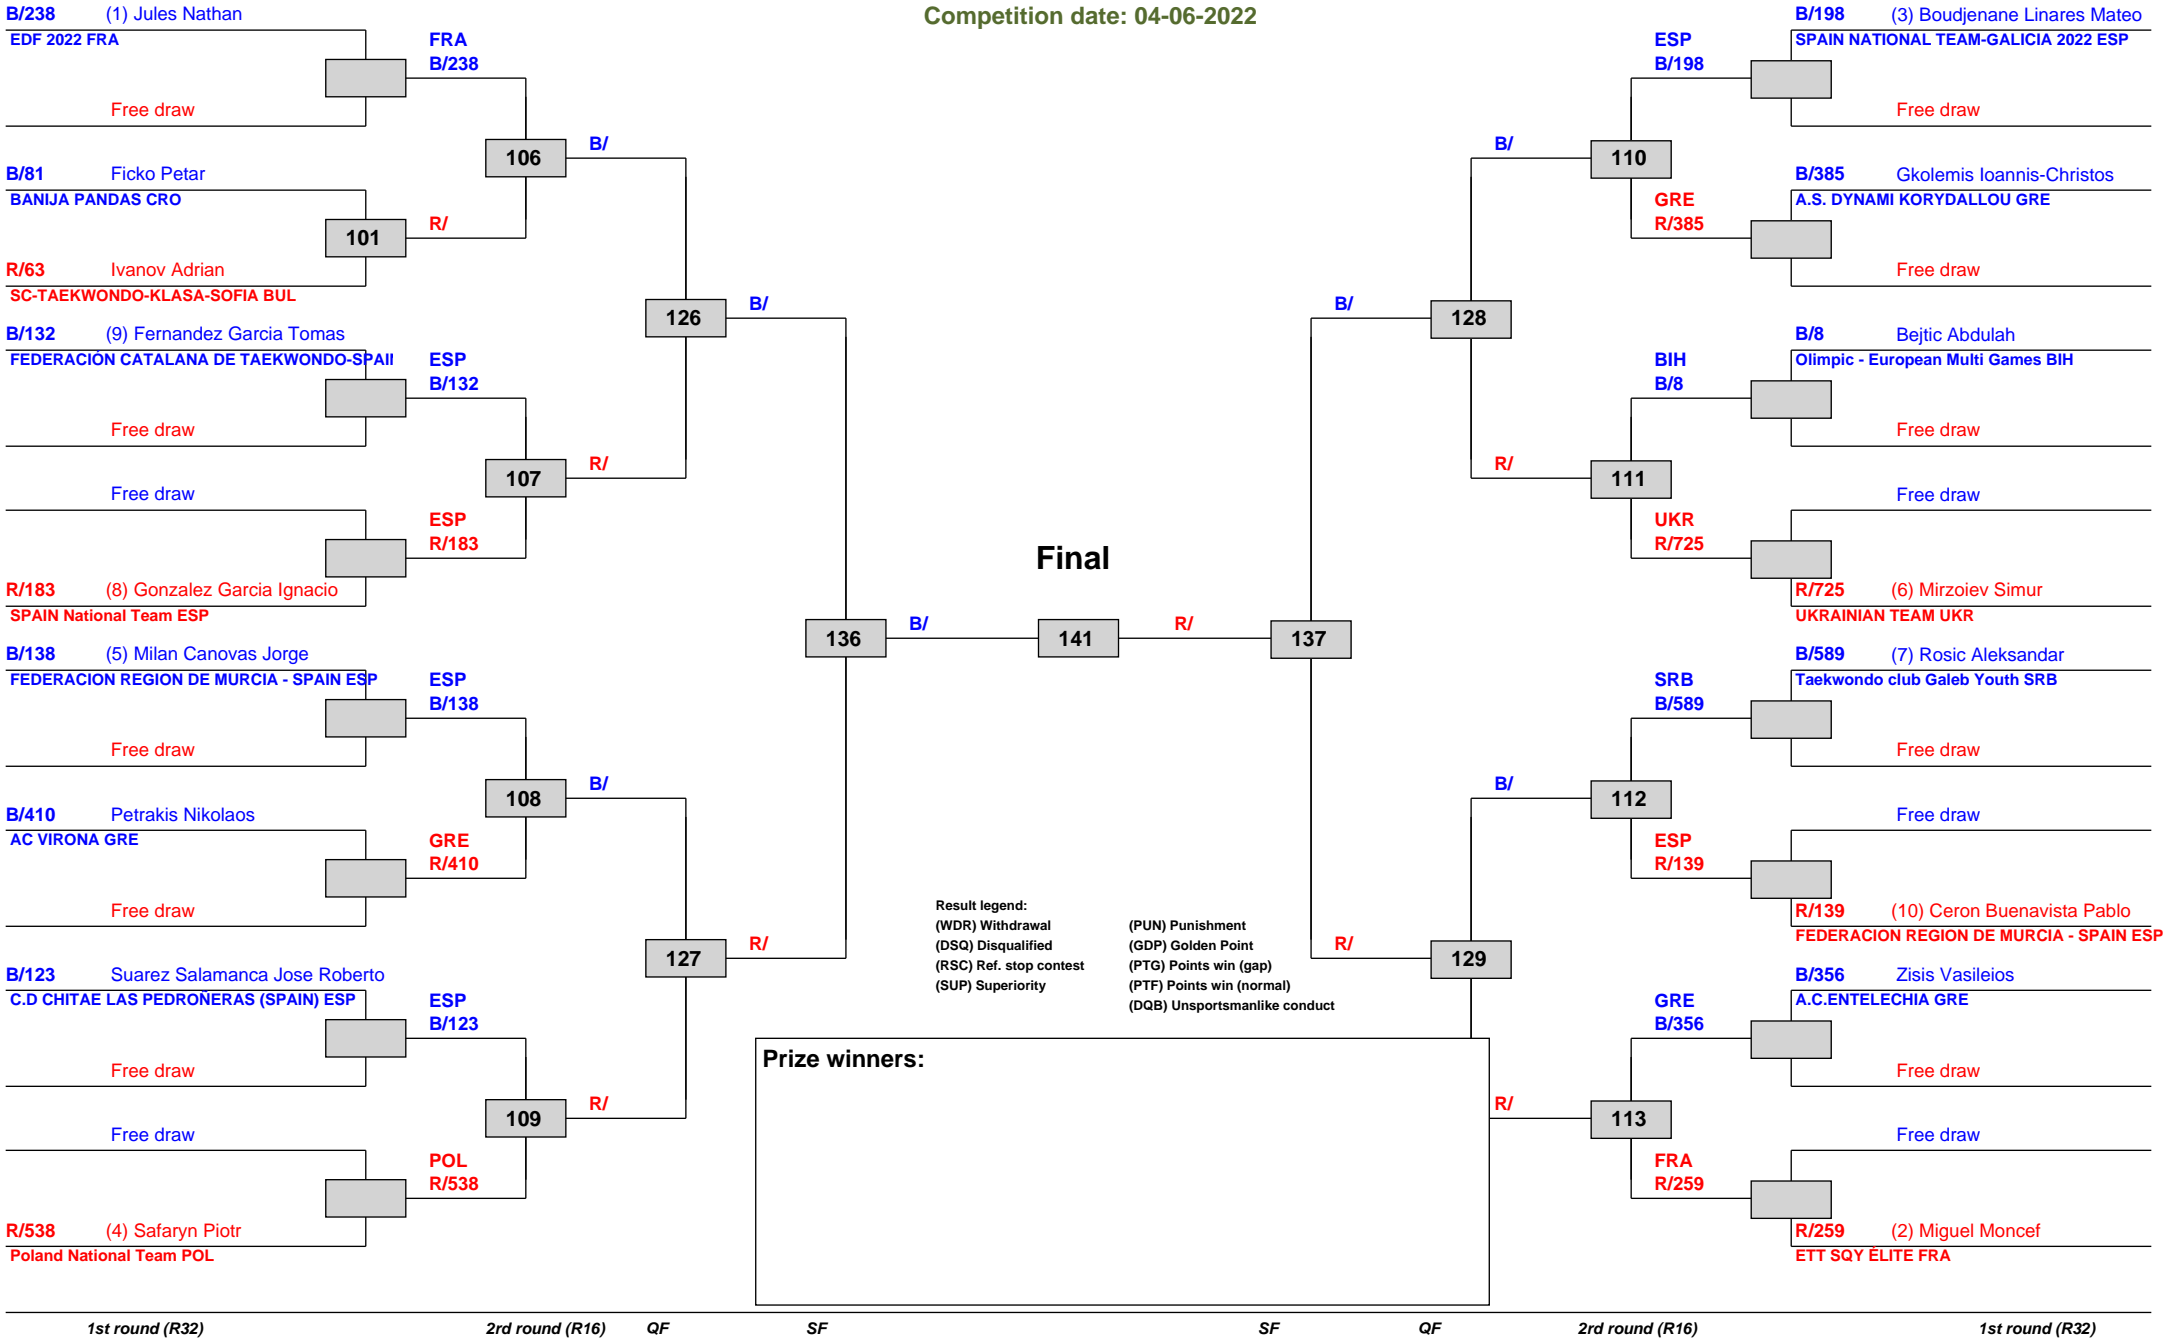 Competition date: 04-06-2022
B/238 (1) Jules Nathan
EDF 2022 FRA
FRA
B/238
Free draw
106
B/
B/81 Ficko Petar
BANIJA PANDAS CRO
101
R/
R/63 Ivanov Adrian
SC-TAEKWONDO-KLASA-SOFIA BUL
126
B/
B/132 (9) Fernandez Garcia Tomas
FEDERACIÓN CATALANA DE TAEKWONDO-SPAI
ESP
B/132
Free draw
107
R/
Free draw
ESP
R/183
R/183 (8) Gonzalez Garcia Ignacio
SPAIN National Team ESP
136
B/
B/138 (5) Milan Canovas Jorge
FEDERACION REGION DE MURCIA - SPAIN ESP
ESP
B/138
Free draw
108
B/
B/410 Petrakis Nikolaos
AC VIRONA GRE
GRE
R/410
Free draw
127
R/
B/123 Suarez Salamanca Jose Roberto
C.D CHITAE LAS PEDROÑERAS (SPAIN) ESP
ESP
B/123
Free draw
109
R/
Free draw
POL
R/538
R/538 (4) Safaryn Piotr
Poland National Team POL
Final
141
R/
137
Result legend:
(WDR) Withdrawal (PUN) Punishment
(DSQ) Disqualified (GDP) Golden Point
(RSC) Ref. stop contest (PTG) Points win (gap)
(SUP) Superiority (PTF) Points win (normal)
(DQB) Unsportsmanlike conduct
Prize winners:
B/198 (3) Boudjenane Linares Mateo
SPAIN NATIONAL TEAM-GALICIA 2022 ESP
ESP
B/198
Free draw
B/
110
B/385 Gkolemis Ioannis-Christos
A.S. DYNAMI KORYDALLOU GRE
GRE
R/385
Free draw
B/
128
B/8 Bejtic Abdulah
Olimpic - European Multi Games BIH
BIH
B/8
Free draw
R/
111
Free draw
UKR
R/725
R/725 (6) Mirzoiev Simur
UKRAINIAN TEAM UKR
B/589 (7) Rosic Aleksandar
Taekwondo club Galeb Youth SRB
SRB
B/589
Free draw
B/
112
Free draw
ESP
R/139
R/139 (10) Ceron Buenavista Pablo
FEDERACION REGION DE MURCIA - SPAIN ESP
R/
129
B/356 Zisis Vasileios
A.C.ENTELECHIA GRE
GRE
B/356
Free draw
R/
113
Free draw
FRA
R/259
R/259 (2) Miguel Moncef
ETT SQY ÉLITE FRA
1st round (R32) 2rd round (R16) QF SF SF QF 2rd round (R16) 1st round (R32)